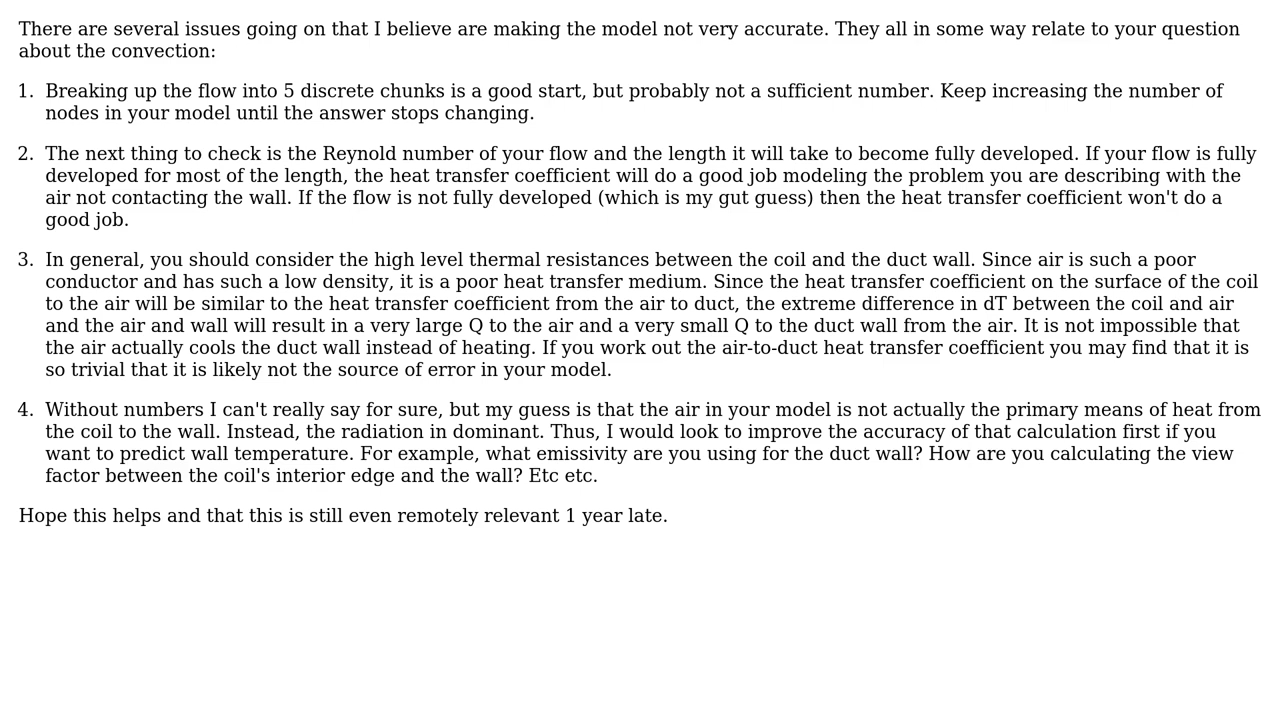 There are several issues going on that I believe are making the model not very accurate. They all in some way relate to your question
about the convection:
1. Breaking up the flow into 5 discrete chunks is a good start, but probably not a sufficient number. Keep increasing the number of
nodes in your model until the answer stops changing.
2. The next thing to check is the Reynold number of your flow and the length it will take to become fully developed. If your flow is fully
developed for most of the length, the heat transfer coefficient will do a good job modeling the problem you are describing with the
air not contacting the wall. If the flow is not fully developed (which is my gut guess) then the heat transfer coefficient won't do a
good job.
3. In general, you should consider the high level thermal resistances between the coil and the duct wall. Since air is such a poor
conductor and has such a low density, it is a poor heat transfer medium. Since the heat transfer coefficient on the surface of the coil
to the air will be similar to the heat transfer coefficient from the air to duct, the extreme difference in dT between the coil and air
and the air and wall will result in a very large Q to the air and a very small Q to the duct wall from the air. It is not impossible that
the air actually cools the duct wall instead of heating. If you work out the air-to-duct heat transfer coefficient you may find that it is
so trivial that it is likely not the source of error in your model.
4. Without numbers I can't really say for sure, but my guess is that the air in your model is not actually the primary means of heat from
the coil to the wall. Instead, the radiation in dominant. Thus, I would look to improve the accuracy of that calculation first if you
want to predict wall temperature. For example, what emissivity are you using for the duct wall? How are you calculating the view
factor between the coil's interior edge and the wall? Etc etc.
Hope this helps and that this is still even remotely relevant 1 year late.